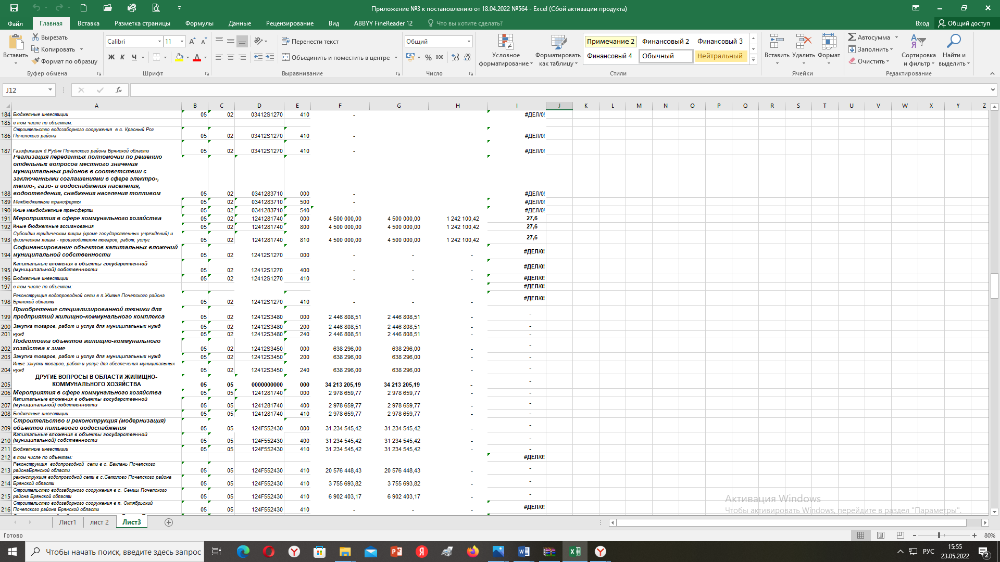 Приложение №3 к постановлению от 18.04.2022 №564 - Excel (Сбой активации продукта)
Файл Главная Вставка Разметка страницы Формулы Данные Рецензирование Вид ABBYY FineReader 12 Что вы хотите сделать? Вход Общий доступ
Вставить
Вырезать
Копировать
Формат по образцу
Буфер обмена
Calibri 11
Ж К Ч
Шрифт
Перенести текст
Объединить и поместить в центре
Выравнивание
Общий
% 000
Число
Условное форматирование
Форматировать как таблицу
Примечание 2 Финансовый 2 Финансовый 3
Финансовый 4 Обычный Нейтральный
Стили
Вставить Удалить Формат
Ячейки
Автосумма
Заполнить
Очистить
Сортировка и фильтр
Найти и выделить
Редактирование
J12 fx
A B C D E F G H I J K L M N O P Q R S T U V W X Y Z
184 Бюджетные инвестиции 05 02 03412S1270 410 - #ДЕЛ/0!
185 в том числе по объектам:
186 Строительство водозаборного сооружения в с. Красный Рог
Почепского района 05 02 03412S1270 410 - #ДЕЛ/0!
187 Газификация д.Рудня Почепского района Брянской области 05 02 03412S1270 410 - #ДЕЛ/0!
Реализация переданных полномочий по решению
отдельных вопросов местного значения
муниципальных районов в соответствии с
заключенными соглашениями в сфере электро-,
тепло-, газо- и водоснабжения населения,
188 водоотведения, снабжения населения топливом 05 02 0341283710 000 - #ДЕЛ/0!
189 Межбюджетные трансферты 05 02 0341283710 500 - #ДЕЛ/0!
190 Иные межбюджетные трансферты 05 02 0341283710 540 - #ДЕЛ/0!
191 Мероприятия в сфере коммунального хозяйства 05 02 1241281740 000 4 500 000,00 4 500 000,00 1 242 100,42 27,6
192 Иные бюджетные ассигнования 05 02 1241281740 800 4 500 000,00 4 500 000,00 1 242 100,42 27,6
Субсидии юридическим лицам (кроме государственных учреждений) и
193 физическим лицам - производителям товаров, работ, услуг 05 02 1241281740 810 4 500 000,00 4 500 000,00 1 242 100,42 27,6
Софинансирование объектов капитальных вложений
194 муниципальной собственности 05 02 12412S1270 000 - - - #ДЕЛ/0!
Капитальные вложения в объекты государственной
195 (муниципальной) собственности 05 02 12412S1270 400 - - - #ДЕЛ/0!
196 Бюджетные инвестиции 05 02 12412S1270 410 - - - #ДЕЛ/0!
197 в том числе по объектам: #ДЕЛ/0!
Реконструкция водопроводной сети в п.Житня Почепского района
198 Брянской области 05 02 12412S1270 410 - - - #ДЕЛ/0!
Приобретение специализированной техники для
199 предприятий жилищно-коммунального комплекса 05 02 12412S3480 000 2 446 808,51 2 446 808,51 - -
200 Закупка товаров, работ и услуг для муниципальных нужд 05 02 12412S3480 200 2 446 808,51 2 446 808,51 - -
201 нужд 05 02 12412S3480 240 2 446 808,51 2 446 808,51 - -
Подготовка объектов жилищно-коммунального
202 хозяйства к зиме 05 02 12412S3450 000 638 296,00 638 296,00 - -
203 Закупка товаров, работ и услуг для муниципальных нужд 05 02 12412S3450 200 638 296,00 638 296,00 - -
Иные закупки товаров, работ и услуг для обеспечения муниципальных
204 нужд 05 02 12412S3450 240 638 296,00 638 296,00 - -
ДРУГИЕ ВОПРОСЫ В ОБЛАСТИ ЖИЛИЩНО-
205 КОММУНАЛЬНОГО ХОЗЯЙСТВА 05 05 0000000000 000 34 213 205,19 34 213 205,19 - -
206 Мероприятия в сфере коммунального хозяйства 05 05 1241281740 000 2 978 659,77 2 978 659,77 - -
Капитальные вложения в объекты государственной
207 (муниципальной) собственности 05 05 1241281740 400 2 978 659,77 2 978 659,77 - -
208 Бюджетные инвестиции 05 05 1241281740 410 2 978 659,77 2 978 659,77 - -
Строительство и реконструкция (модернизация)
209 объектов питьевого водоснабжения 05 05 124F552430 000 31 234 545,42 31 234 545,42 - -
Капитальные вложения в объекты государственной
210 (муниципальной) собственности 05 05 124F552430 400 31 234 545,42 31 234 545,42 - -
211 Бюджетные инвестиции 05 05 124F552430 410 31 234 545,42 31 234 545,42 - -
212 в том числе по объектам: #ДЕЛ/0!
Реконструкция водопроводной сети в с. Баклань Почепского
213 районаБрянской области 05 05 124F552430 410 20 576 448,43 20 576 448,43 - -
реконструкция водопроводной сети в с.Сетолово Почепского района
214 Брянской области 05 05 124F552430 410 3 755 693,82 3 755 693,82 - -
Строительство водозаборного сооружения в с. Семцы Почепского
215 района Брянской области 05 05 124F552430 410 6 902 403,17 6 902 403,17 - -
Строительство водозаборного сооружения в п. Октябрьский
216 Почепского района Брянской области 05 05 124F552430 410 - - - #ДЕЛ/0!
Активация Windows
Чтобы активировать Windows, перейдите в раздел "Параметры".
Лист1 лист 2 Лист3
Готово 80%
Чтобы начать поиск, введите здесь запрос
РУС 15:55
23.05.2022 2